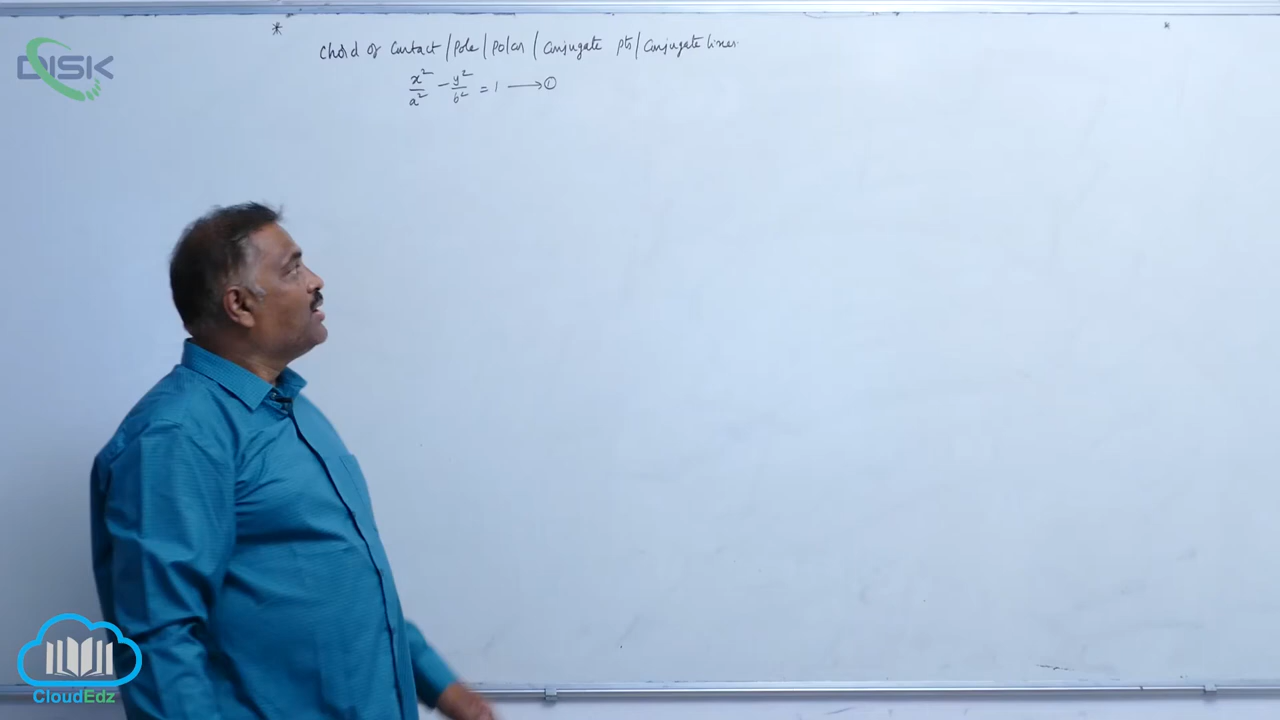 * *
DISK
Chord of Contact / Pole / Polar / Conjugate pts / Conjugate lines.
x²/a² - y²/b² = 1 ⟶ ①
CloudEdz